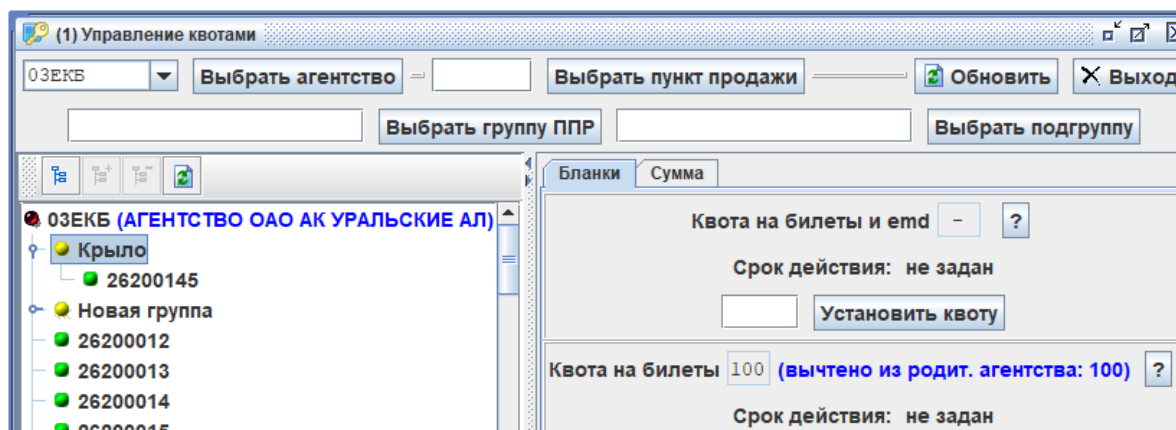 (1) Управление квотами
03ЕКБ Выбрать агентство Выбрать пункт продажи Обновить Выход
Выбрать группу ППР Выбрать подгруппу
Бланки Сумма
03ЕКБ (АГЕНТСТВО ОАО АК УРАЛЬСКИЕ АЛ)
Крыло
26200145
Новая группа
26200012
26200013
26200014
Квота на билеты и emd - ?
Срок действия: не задан
Установить квоту
Квота на билеты 100 (вычтено из родит. агентства: 100) ?
Срок действия: не задан